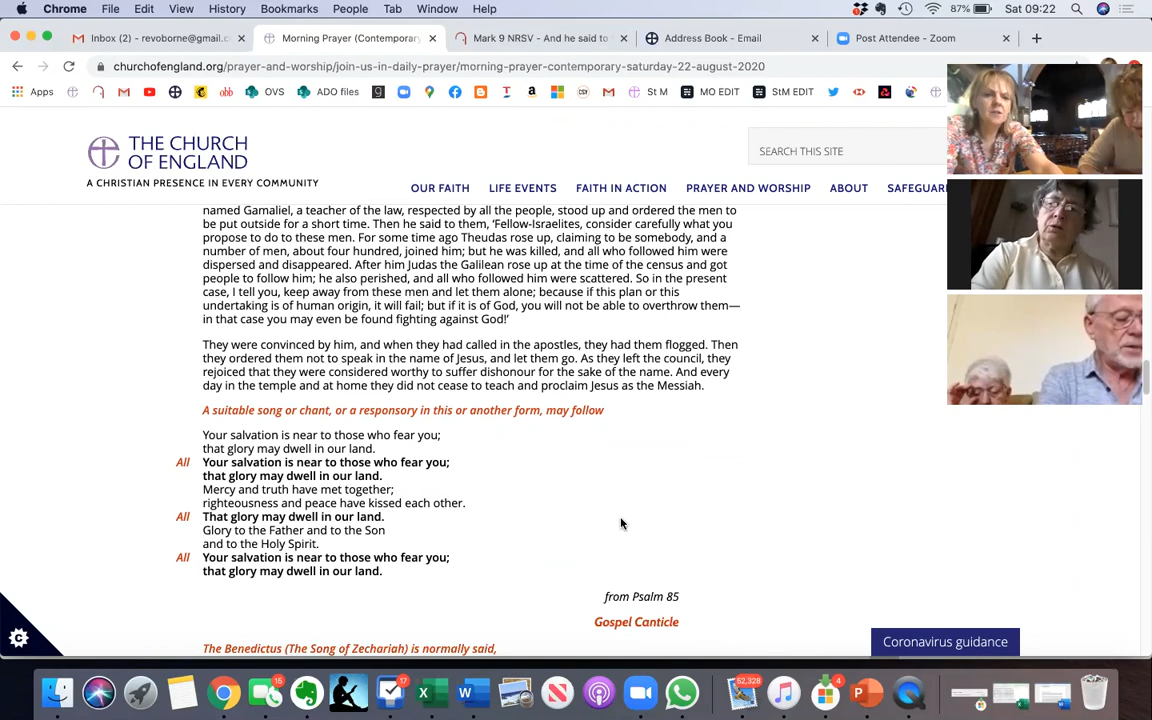 Chrome File Edit View History Bookmarks People Tab Window Help 87% Sat 09:22
Inbox (2) - revoborne@gmail.c
Morning Prayer (Contemporar
Mark 9 NRSV - And he said to
Address Book - Email
Post Attendee - Zoom
churchofengland.org/prayer-and-worship/join-us-in-daily-prayer/morning-prayer-contemporary-saturday-22-august-2020
Apps OVS ADO files St M MO EDIT StM EDIT
THE CHURCH
OF ENGLAND
A CHRISTIAN PRESENCE IN EVERY COMMUNITY
SEARCH THIS SITE
OUR FAITH LIFE EVENTS FAITH IN ACTION PRAYER AND WORSHIP ABOUT SAFEGUAR
named Gamaliel, a teacher of the law, respected by all the people, stood up and ordered the men to
be put outside for a short time. Then he said to them, ‘Fellow-Israelites, consider carefully what you
propose to do to these men. For some time ago Theudas rose up, claiming to be somebody, and a
number of men, about four hundred, joined him; but he was killed, and all who followed him were
dispersed and disappeared. After him Judas the Galilean rose up at the time of the census and got
people to follow him; he also perished, and all who followed him were scattered. So in the present
case, I tell you, keep away from these men and let them alone; because if this plan or this
undertaking is of human origin, it will fail; but if it is of God, you will not be able to overthrow them—
in that case you may even be found fighting against God!’
They were convinced by him, and when they had called in the apostles, they had them flogged. Then
they ordered them not to speak in the name of Jesus, and let them go. As they left the council, they
rejoiced that they were considered worthy to suffer dishonour for the sake of the name. And every
day in the temple and at home they did not cease to teach and proclaim Jesus as the Messiah.
A suitable song or chant, or a responsory in this or another form, may follow
Your salvation is near to those who fear you;
that glory may dwell in our land.
All Your salvation is near to those who fear you;
that glory may dwell in our land.
Mercy and truth have met together;
righteousness and peace have kissed each other.
All That glory may dwell in our land.
Glory to the Father and to the Son
and to the Holy Spirit.
All Your salvation is near to those who fear you;
that glory may dwell in our land.
from Psalm 85
Gospel Canticle
Coronavirus guidance
The Benedictus (The Song of Zechariah) is normally said,
15 17 52,328 4